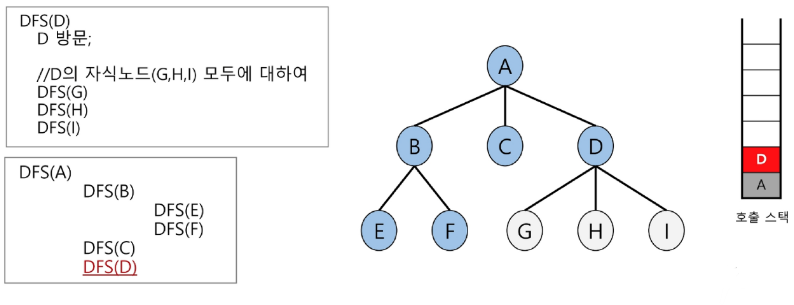 DFS(D)
D 방문;
//D의 자식노드(G,H,I) 모두에 대하여
DFS(G)
DFS(H)
DFS(I)
DFS(A)
DFS(B)
DFS(E)
DFS(F)
DFS(C)
DFS(D)
A
B
C
D
E
F
G
H
I
D
A
호출 스택